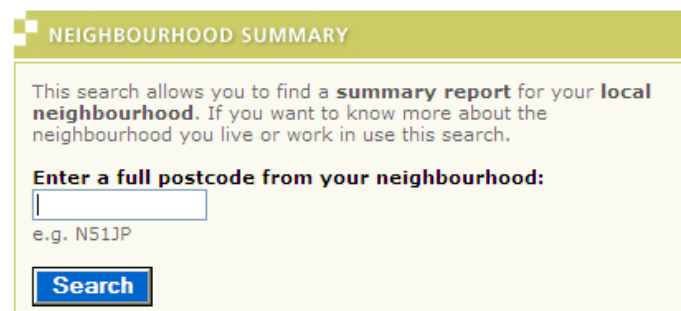 NEIGHBOURHOOD SUMMARY
This search allows you to find a summary report for your local
neighbourhood. If you want to know more about the
neighbourhood you live or work in use this search.
Enter a full postcode from your neighbourhood:
e.g. N51JP
Search